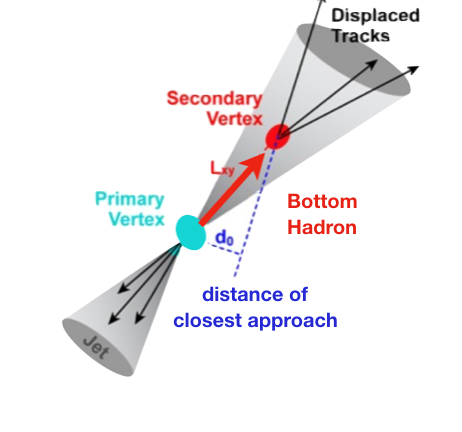 Displaced
Tracks
Secondary
Vertex
Lxy
Primary
Vertex
Bottom
Hadron
d0
distance of
closest approach
Jet